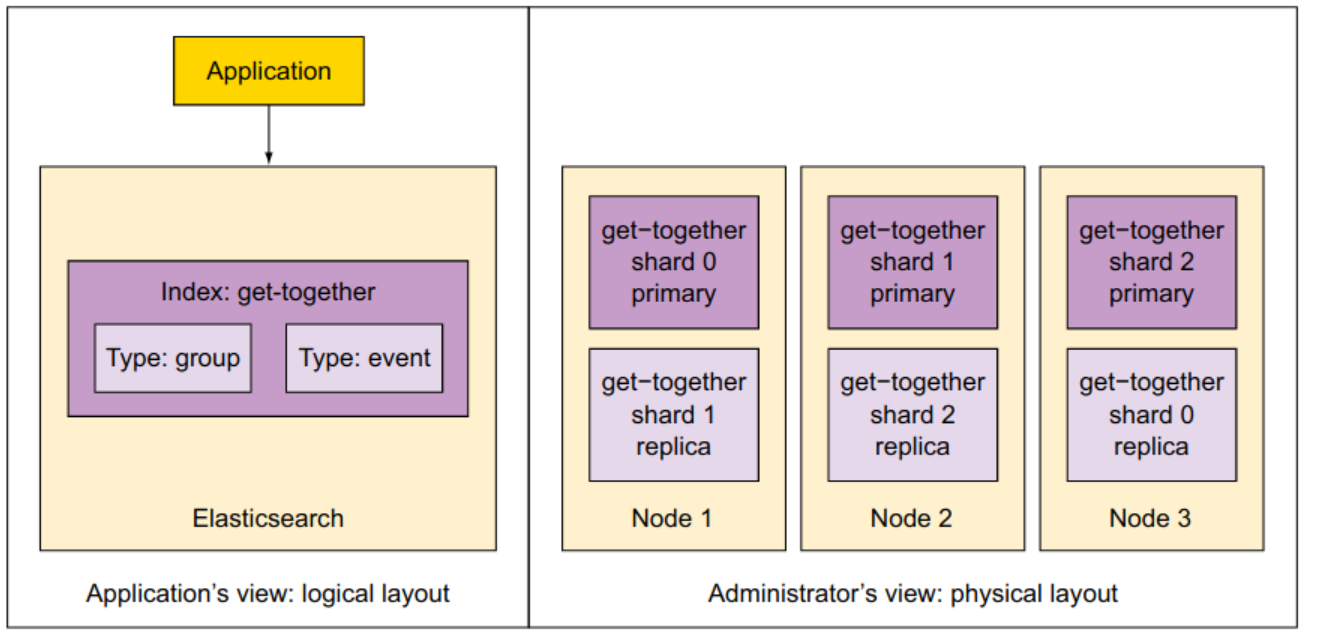 Application
Index: get-together
Type: group
Type: event
Elasticsearch
Application’s view: logical layout
get−together
shard 0
primary
get−together
shard 1
replica
Node 1
get−together
shard 1
primary
get−together
shard 2
replica
Node 2
get−together
shard 2
primary
get−together
shard 0
replica
Node 3
Administrator’s view: physical layout